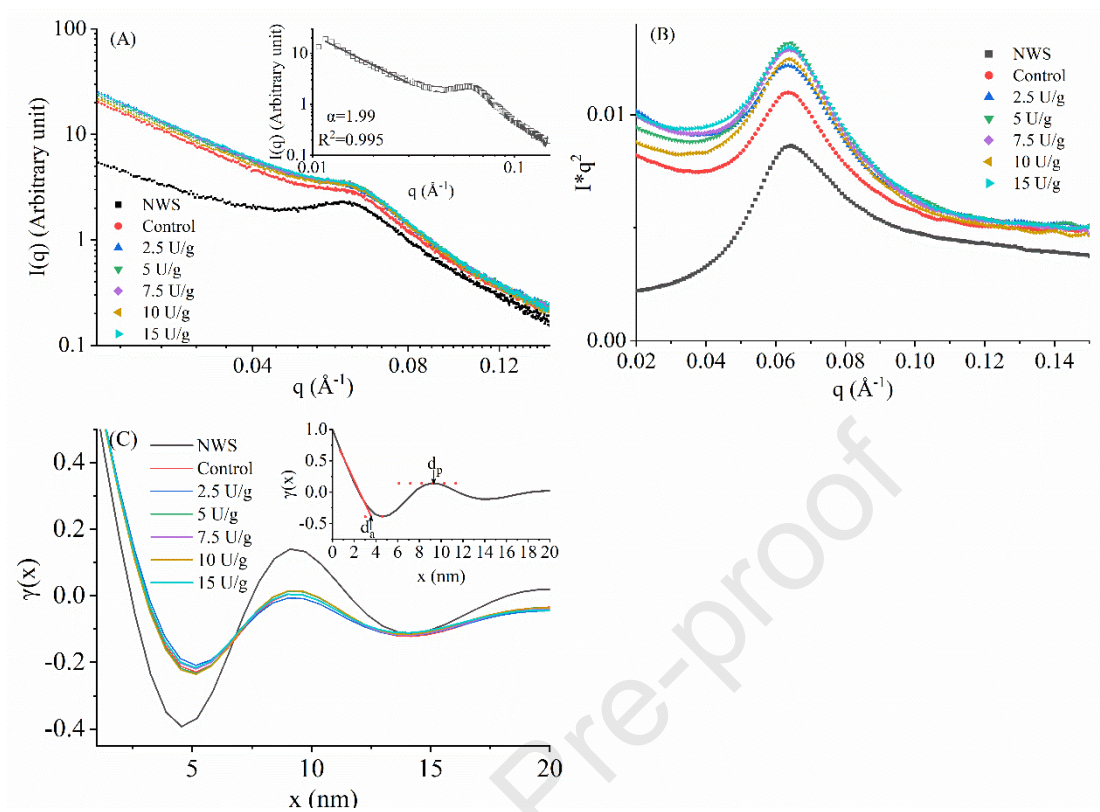 (A)
I(q) (Arbitrary unit)
100
10
1
0.1
0.04
0.08
0.12
q (Å⁻¹)
NWS
Control
2.5 U/g
5 U/g
7.5 U/g
10 U/g
15 U/g
I(q) (Arbitrary unit)
10
1
0.1
α=1.99
R²=0.995
0.01
0.1
q (Å⁻¹)
(B)
I*q²
0.01
0.00
0.02
0.04
0.06
0.08
0.10
0.12
0.14
q (Å⁻¹)
NWS
Control
2.5 U/g
5 U/g
7.5 U/g
10 U/g
15 U/g
(C)
γ(x)
0.4
0.2
0.0
-0.2
-0.4
5
10
15
20
x (nm)
NWS
Control
2.5 U/g
5 U/g
7.5 U/g
10 U/g
15 U/g
γ(x)
1.0
0.5
0.0
-0.5
dₚ
dₐ
0 2 4 6 8 10 12 14 16 18 20
x (nm)
Pre-proof